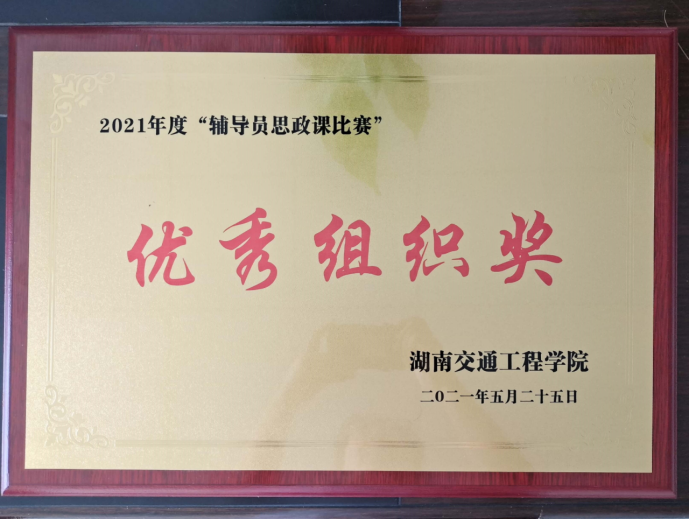 2021年度“辅导员思政课比赛”
优秀组织奖
湖南交通工程学院
二0二一年五月二十五日